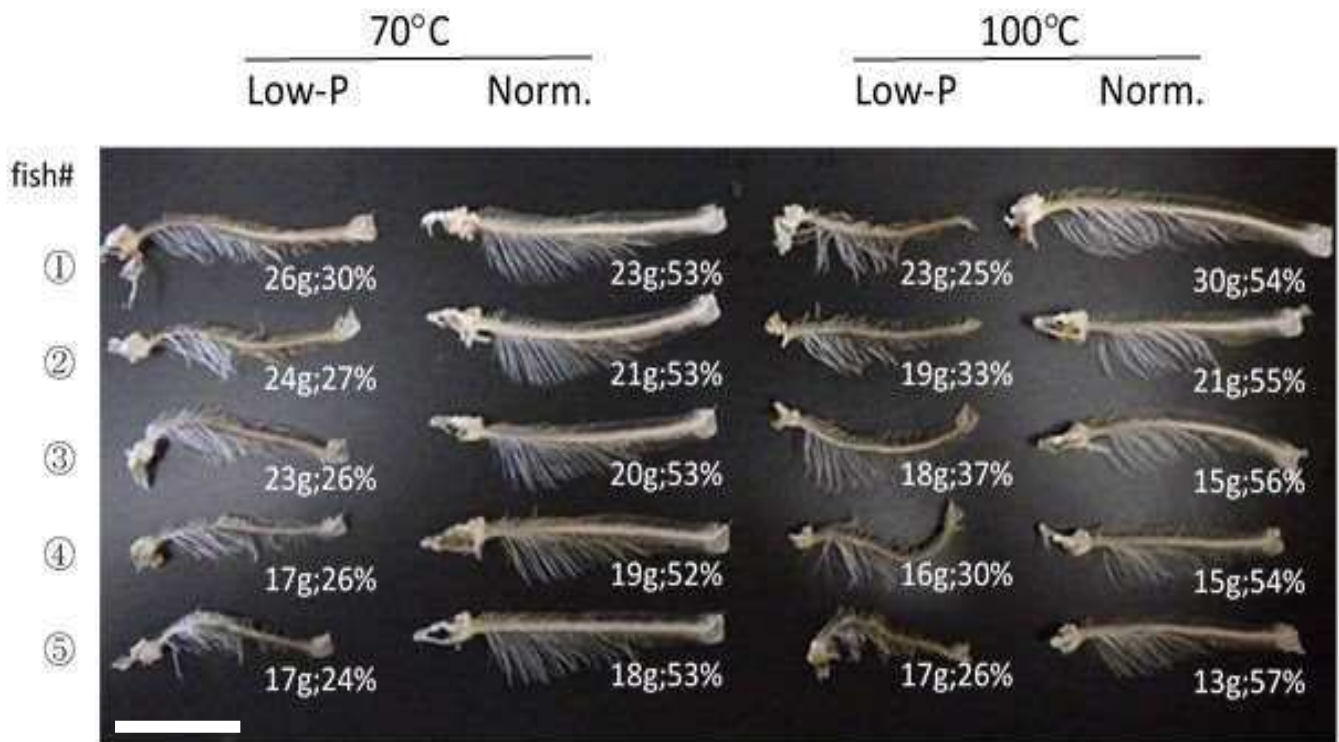 70°C 100°C
Low-P Norm. Low-P Norm.
fish#
① 26g;30% 23g;53% 23g;25% 30g;54%
② 24g;27% 21g;53% 19g;33% 21g;55%
③ 23g;26% 20g;53% 18g;37% 15g;56%
④ 17g;26% 19g;52% 16g;30% 15g;54%
⑤ 17g;24% 18g;53% 17g;26% 13g;57%